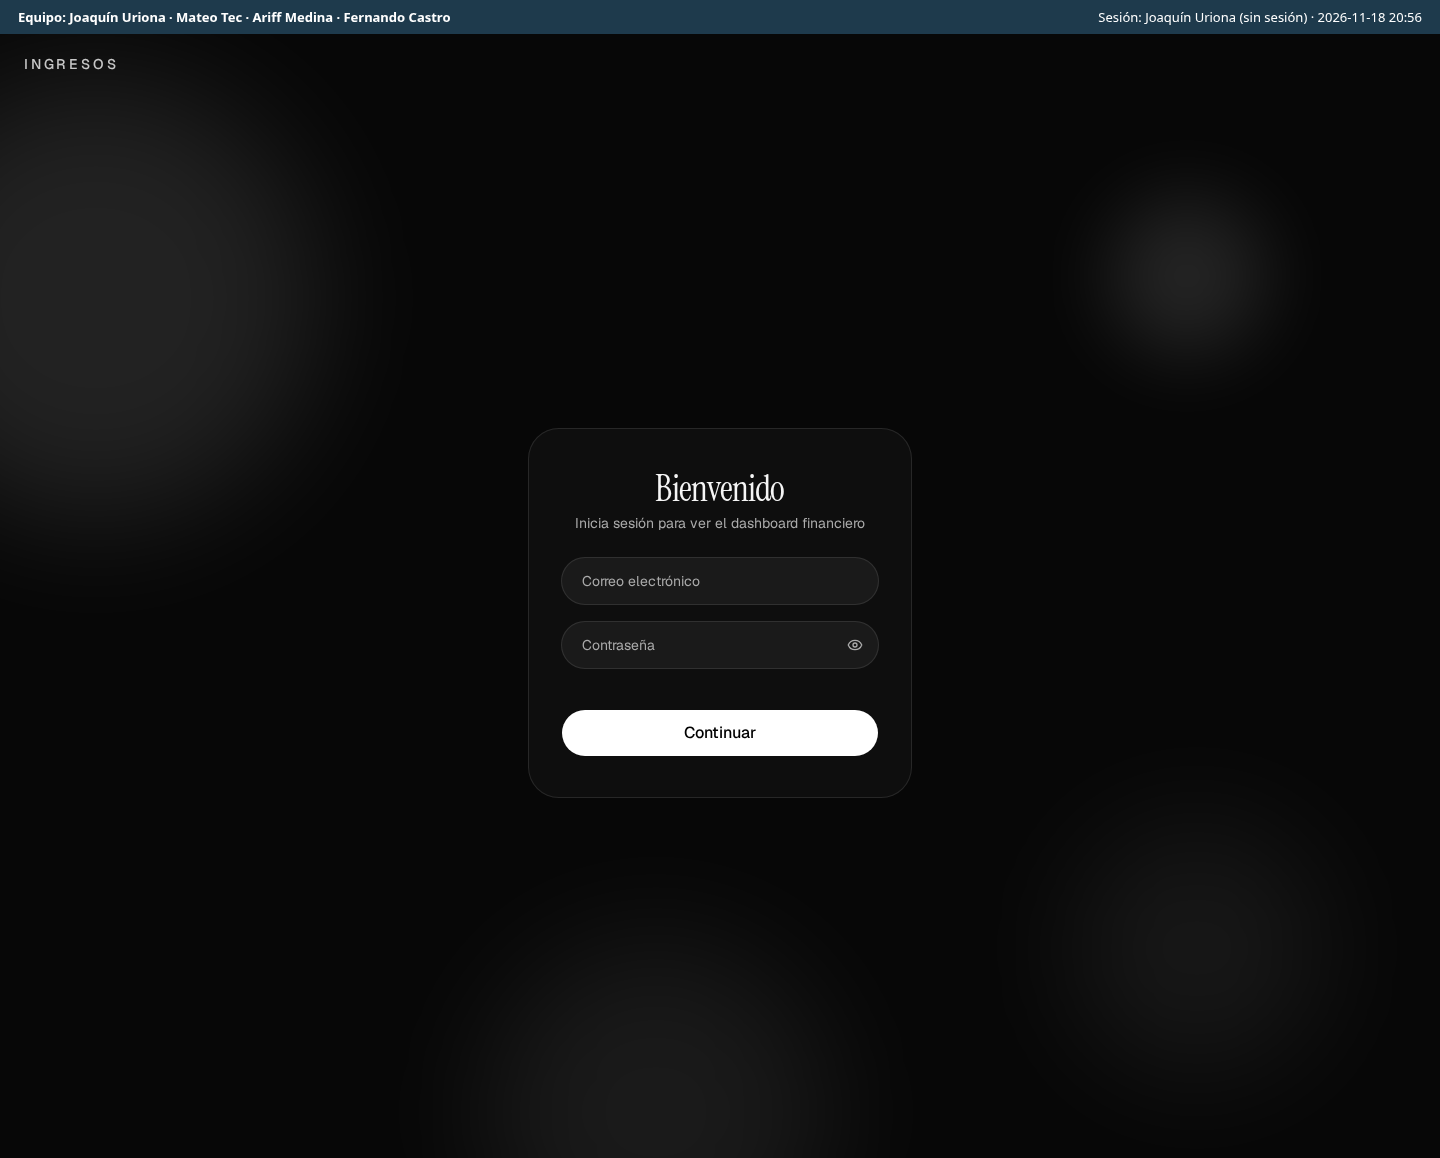 Equipo: Joaquín Uriona · Mateo Tec · Ariff Medina · Fernando Castro
Sesión: Joaquín Uriona (sin sesión) · 2026-11-18 20:56
INGRESOS
Bienvenido
Inicia sesión para ver el dashboard financiero
Correo electrónico
Contraseña
Continuar